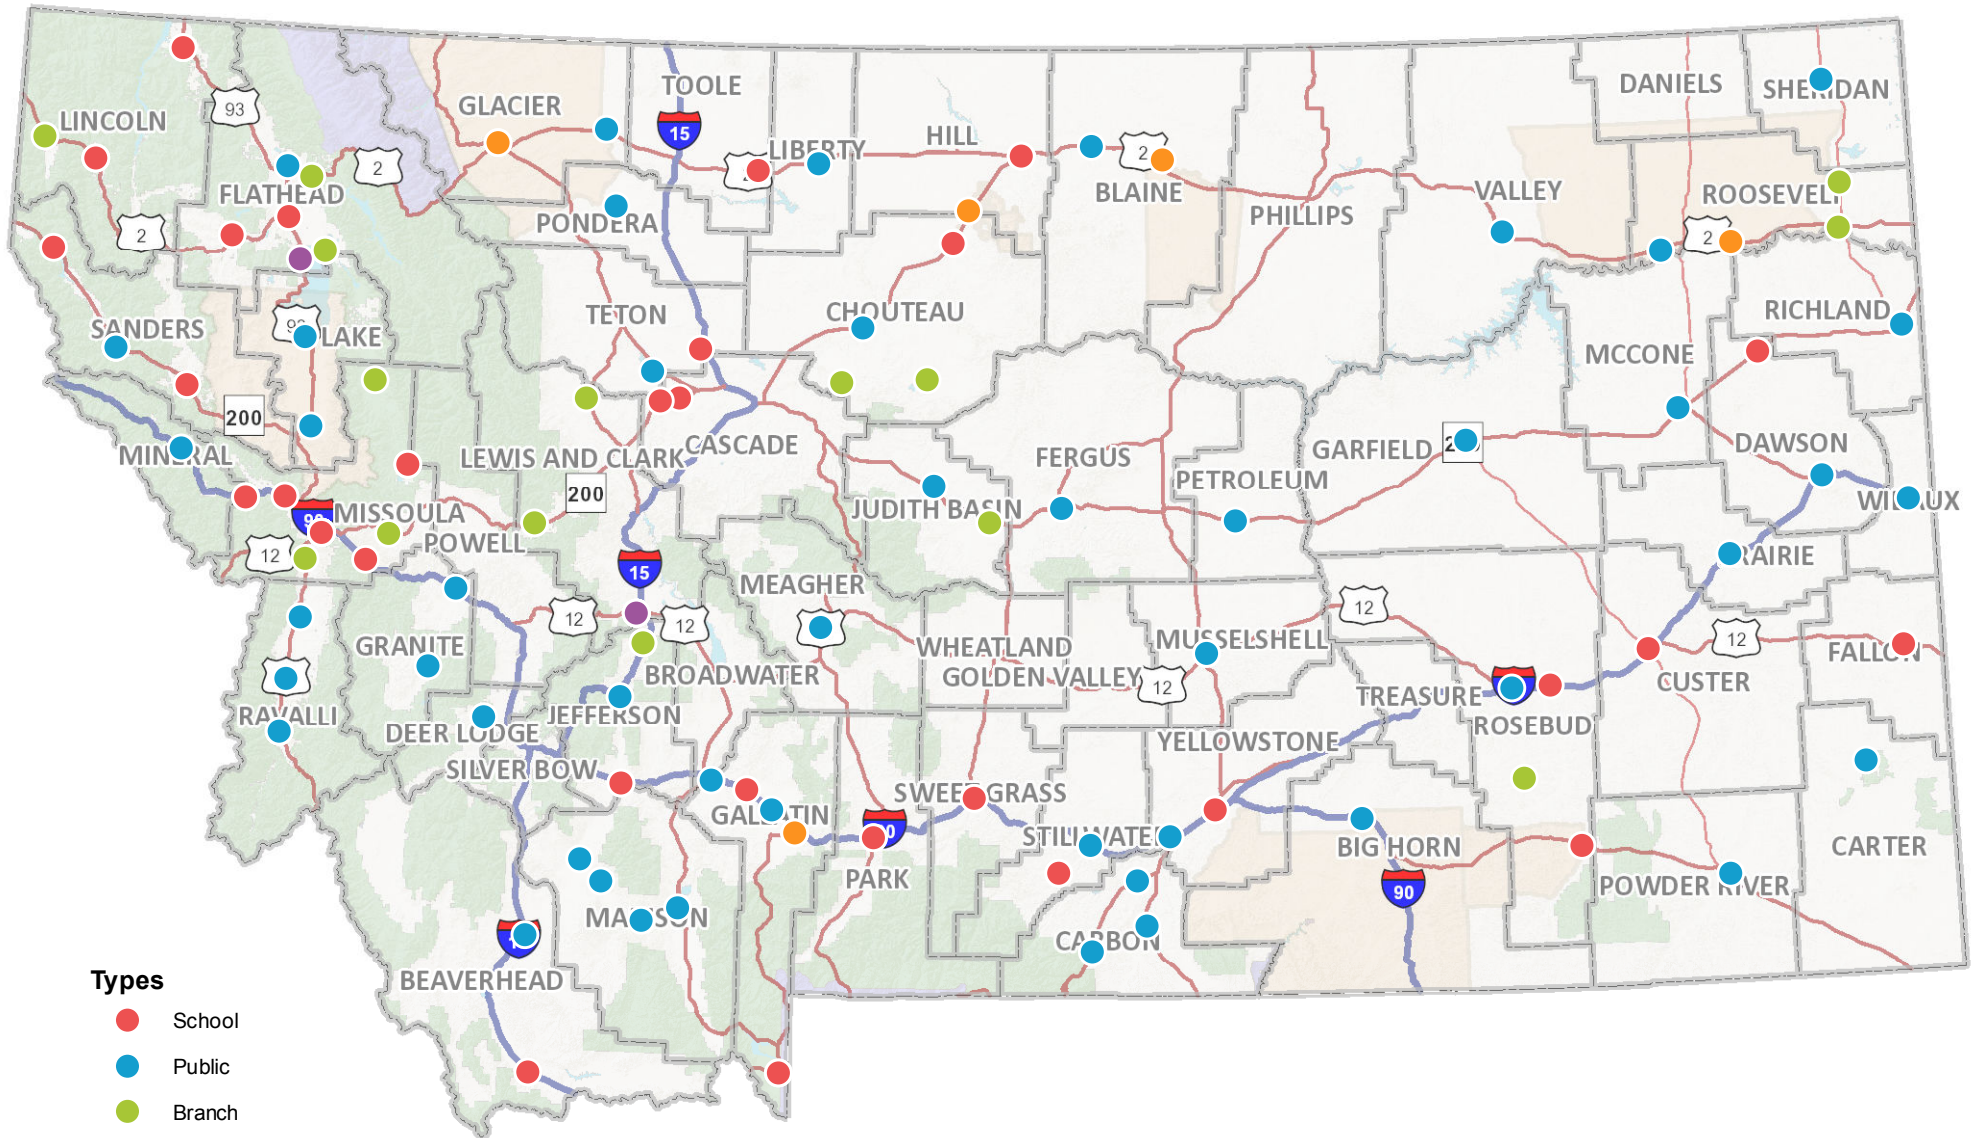 TOOLE
DANIELS
SHERIDAN
GLACIER
93
LINCOLN
15
HILL
LIBERTY
2
2
BLAINE
FLATHEAD
VALLEY
ROOSEVELT
PONDERA
PHILLIPS
2
2
RICHLAND
TETON
CHOUTEAU
SANDERS
LAKE
MCCONE
200
MINERAL
CASCADE
DAWSON
LEWIS AND CLARK
FERGUS
GARFIELD
PETROLEUM
200
WIBAUX
JUDITH BASIN
MISSOULA
POWELL
12
PRAIRIE
15
MEAGHER
12
12
12
12
GRANITE
WHEATLAND
MUSSELSHELL
FALLON
BROADWATER
GOLDEN VALLEY
12
CUSTER
TREASURE
RAVALLI
JEFFERSON
DEER LODGE
ROSEBUD
YELLOWSTONE
SILVER BOW
SWEET GRASS
GALLATIN
STILLWATER
BIG HORN
CARTER
PARK
90
POWDER RIVER
MADISON
CARBON
BEAVERHEAD
Types
School
Public
Branch